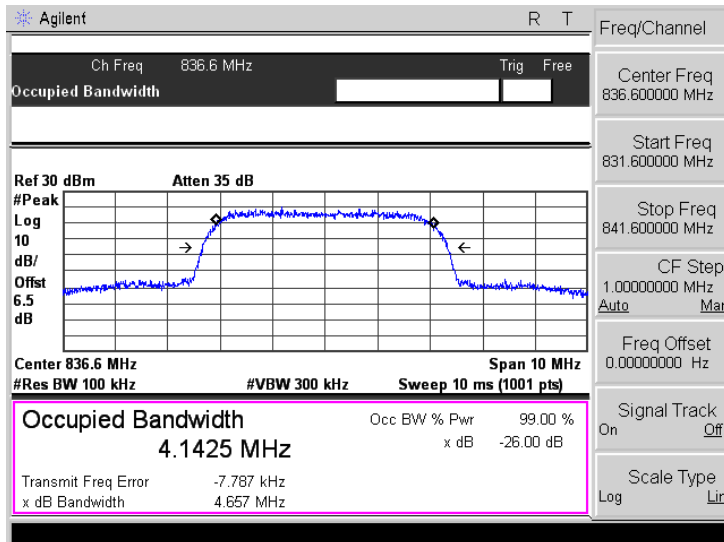 Agilent R T
Freq/Channel
Ch Freq 836.6 MHz Trig Free
Occupied Bandwidth
Center Freq
836.600000 MHz
Start Freq
831.600000 MHz
Stop Freq
841.600000 MHz
CF Step
1.00000000 MHz
Auto Man
Freq Offset
0.00000000 Hz
Signal Track
On Off
Scale Type
Log Lin
Ref 30 dBm Atten 35 dB
#Peak
Log
10
dB/
Offst
6.5
dB
Center 836.6 MHz Span 10 MHz
#Res BW 100 kHz #VBW 300 kHz Sweep 10 ms (1001 pts)
Occupied Bandwidth Occ BW % Pwr 99.00 %
4.1425 MHz x dB -26.00 dB
Transmit Freq Error -7.787 kHz
x dB Bandwidth 4.657 MHz